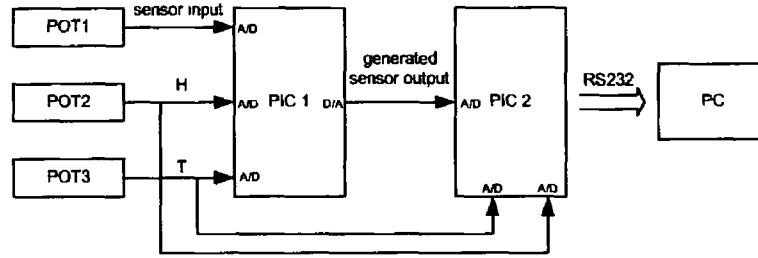 POT1
sensor input
A/D
POT2
H
A/D
PIC 1
D/A
generated
sensor output
A/D
PIC 2
RS232
PC
POT3
T
A/D
A/D
A/D